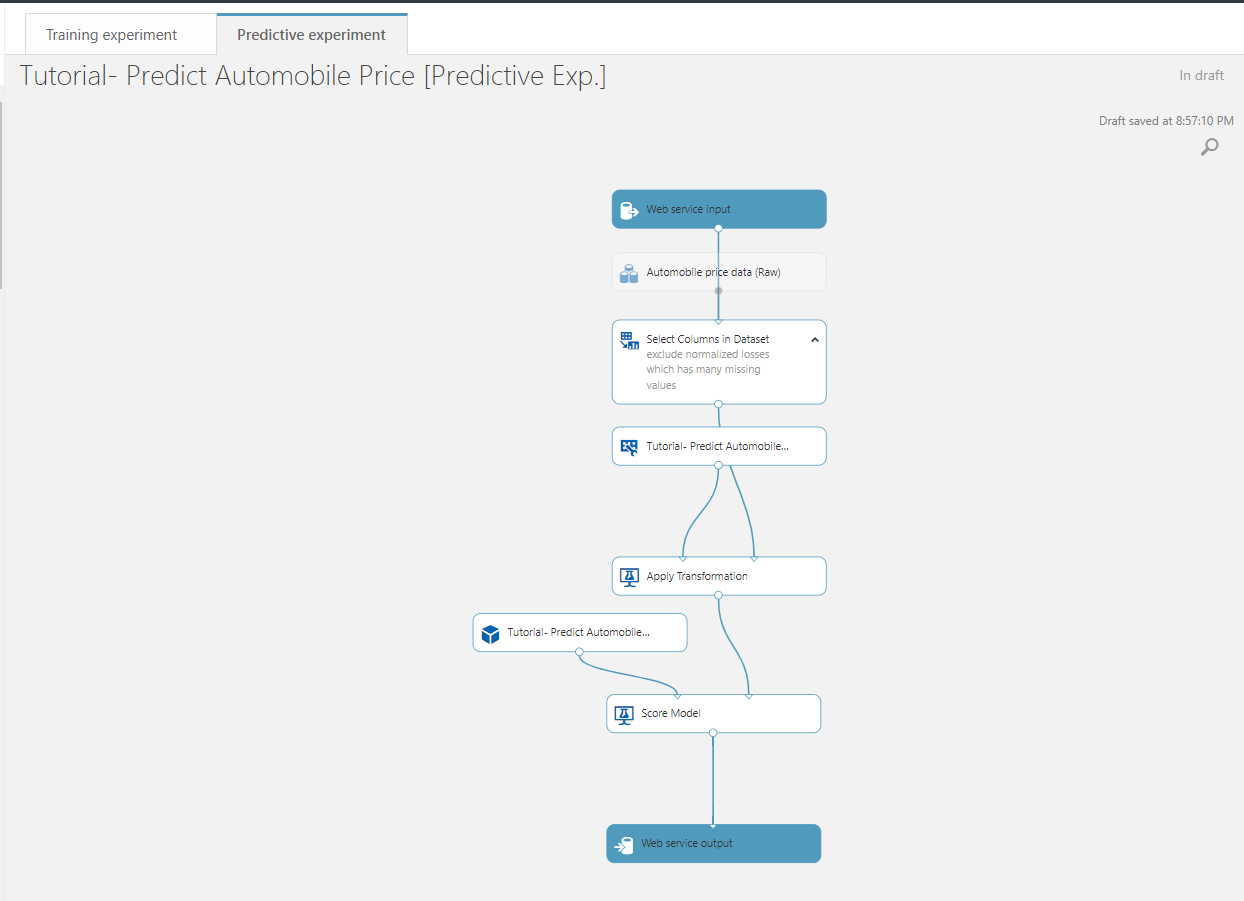 Training experiment
Predictive experiment
Tutorial- Predict Automobile Price [Predictive Exp.]
In draft
Draft saved at 8:57:10 PM
Web service input
Automobile price data (Raw)
Select Columns in Dataset
exclude normalized losses
which has many missing
values
Tutorial- Predict Automobile...
Apply Transformation
Tutorial- Predict Automobile...
Score Model
Web service output